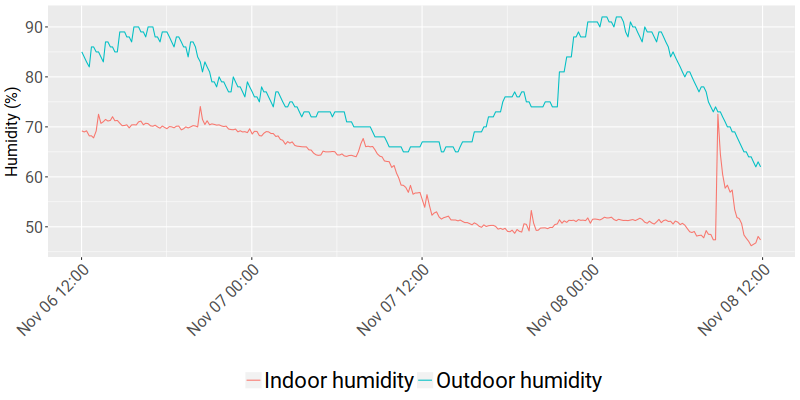 Humidity (%)
90
80
70
60
50
Nov 06 12:00
Nov 07 00:00
Nov 07 12:00
Nov 08 00:00
Nov 08 12:00
Indoor humidity Outdoor humidity